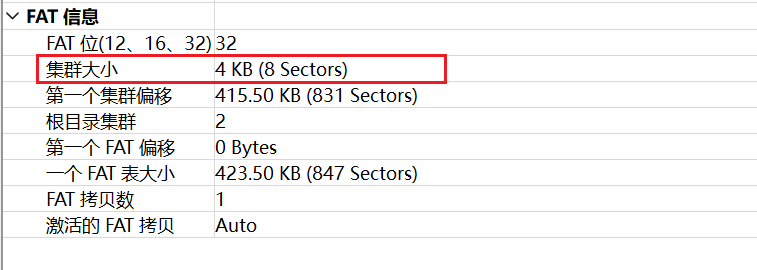 FAT 信息
FAT 位(12、16、32) 32
集群大小 4 KB (8 Sectors)
第一个集群偏移 415.50 KB (831 Sectors)
根目录集群 2
第一个 FAT 偏移 0 Bytes
一个 FAT 表大小 423.50 KB (847 Sectors)
FAT 拷贝数 1
激活的 FAT 拷贝 Auto